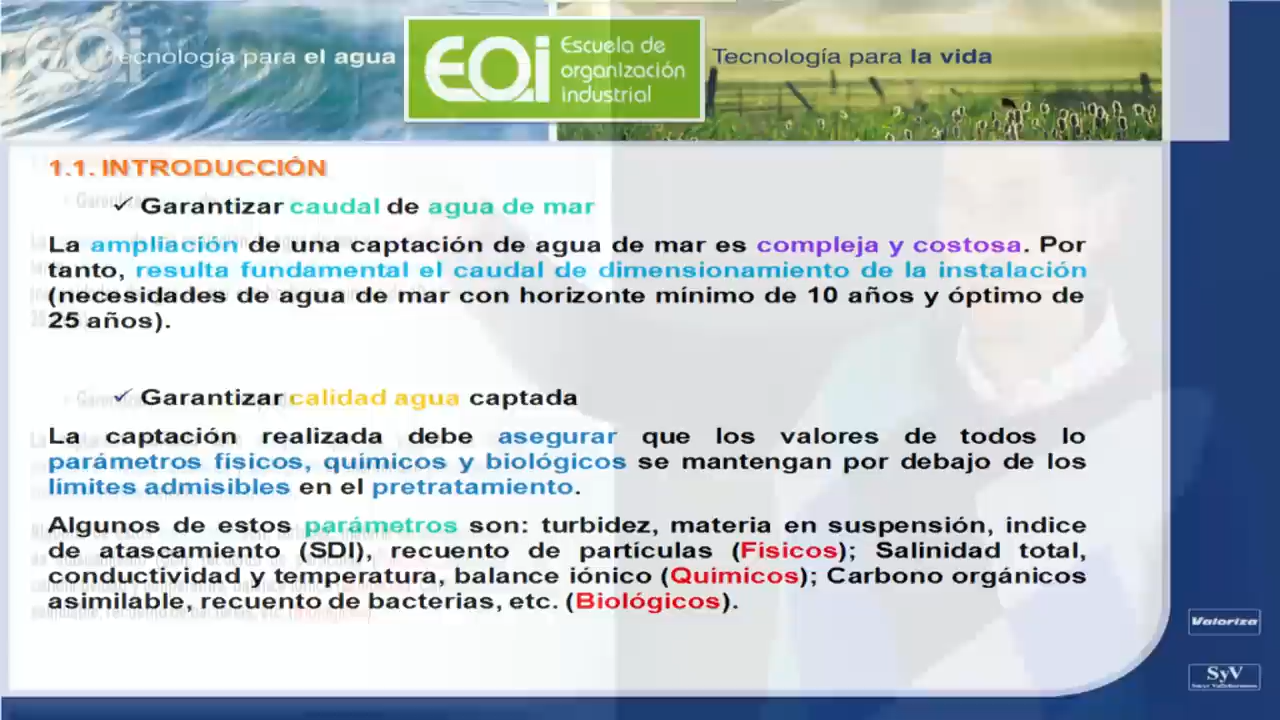 Tecnología para el agua
EOi
Escuela de
organización
industrial
Tecnología para la vida
1.1. INTRODUCCIÓN
✓ Garantizar caudal de agua de mar
La ampliación de una captación de agua de mar es compleja y costosa. Por
tanto, resulta fundamental el caudal de dimensionamiento de la instalación
(necesidades de agua de mar con horizonte mínimo de 10 años y óptimo de
25 años).
✓ Garantizar calidad agua captada
La captación realizada debe asegurar que los valores de todos lo
parámetros físicos, químicos y biológicos se mantengan por debajo de los
límites admisibles en el pretratamiento.
Algunos de estos parámetros son: turbidez, materia en suspensión, índice
de atascamiento (SDI), recuento de partículas (Físicos); Salinidad total,
conductividad y temperatura, balance iónico (Químicos); Carbono orgánicos
asimilable, recuento de bacterias, etc. (Biológicos).
Valoriza
SyV